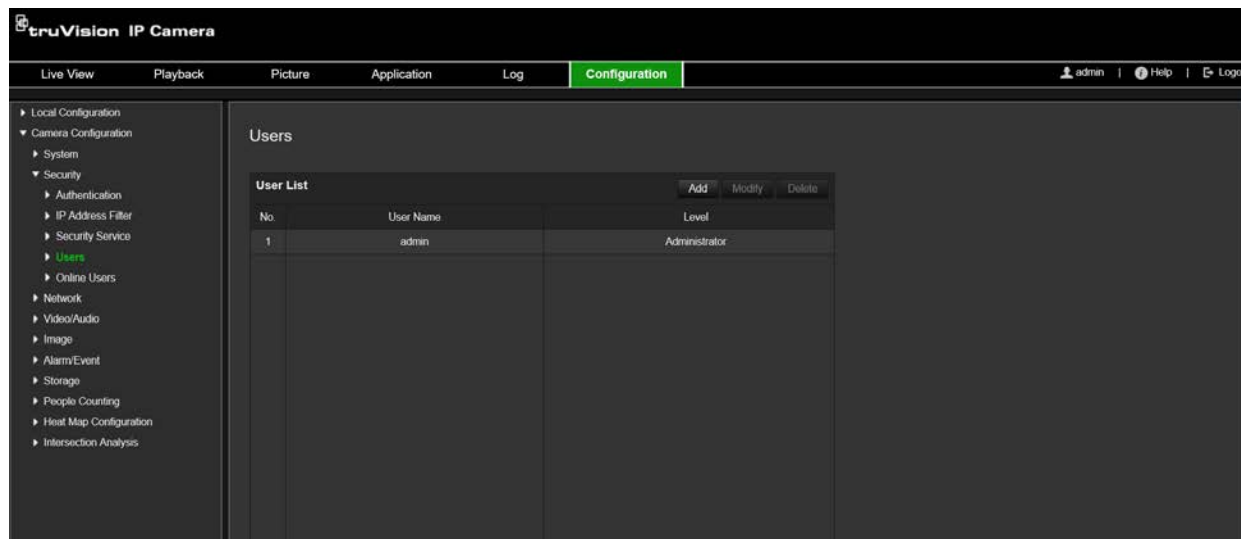 truVision IP Camera
Live View Playback Picture Application Log Configuration admin | Help | Logo
Local Configuration
Camera Configuration
System
Security
Authentication
IP Address Filter
Security Service
Users
Online Users
Network
Video/Audio
Image
Alarm/Event
Storage
People Counting
Heat Map Configuration
Intersection Analysis
Users
User List Add Modify Delete
No. User Name Level
1 admin Administrator